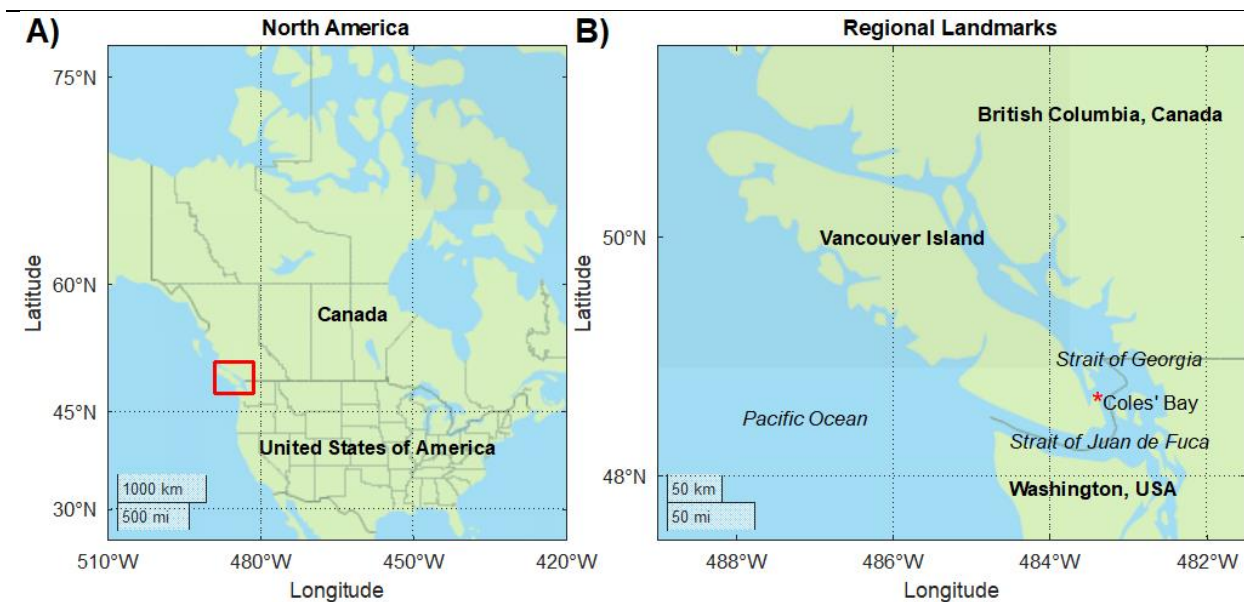 A)
North America
75°N
60°N
45°N
30°N
Latitude
Canada
United States of America
1000 km
500 mi
510°W
480°W
450°W
420°W
Longitude
B)
Regional Landmarks
50°N
48°N
Latitude
British Columbia, Canada
Vancouver Island
Strait of Georgia
*Coles' Bay
Pacific Ocean
Strait of Juan de Fuca
Washington, USA
50 km
50 mi
488°W
486°W
484°W
482°W
Longitude